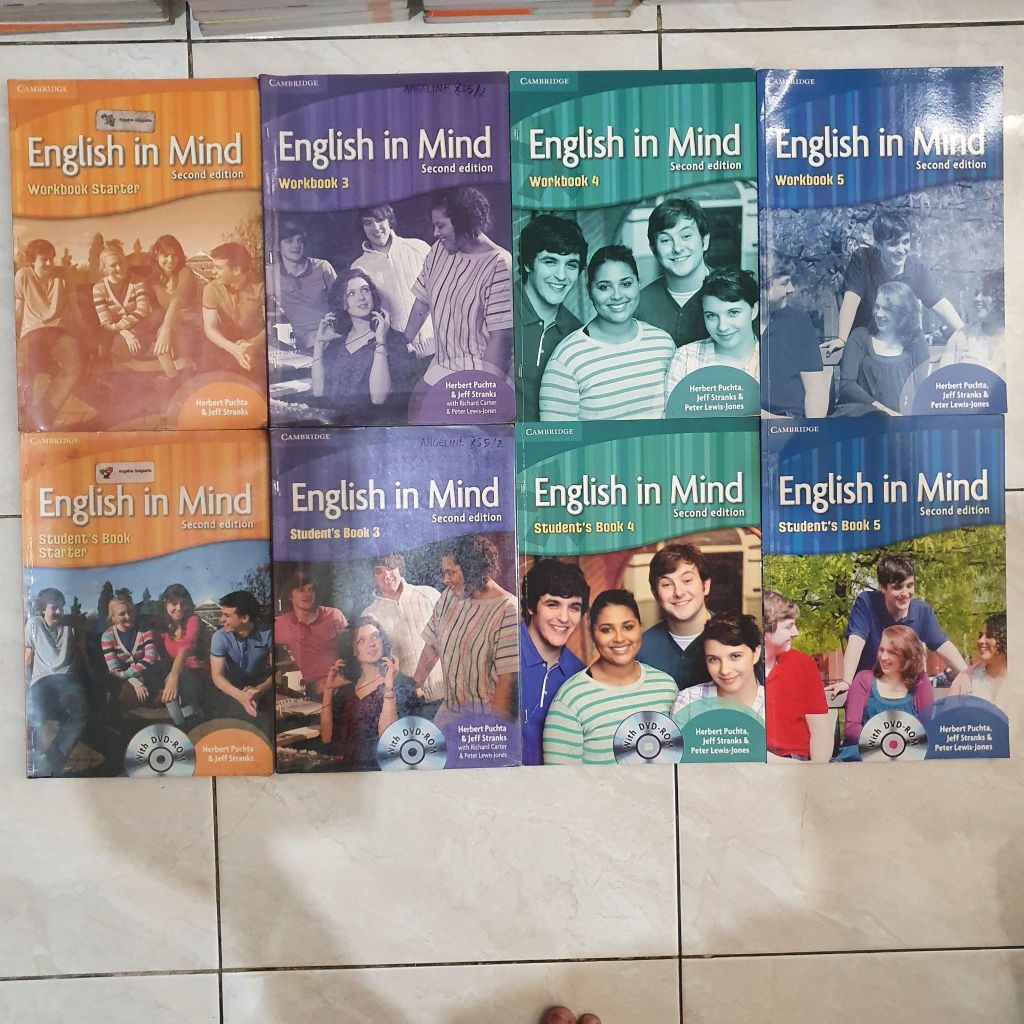 CAMBRIDGE
English in Mind
Second edition
Workbook Starter
Herbert Puchta
& Jeff Stranks
CAMBRIDGE
ANGELINE
English in Mind
Second edition
Workbook 3
Herbert Puchta
& Jeff Stranks
with Richard Carter
& Peter Lewis-Jones
CAMBRIDGE
English in Mind
Second edition
Workbook 4
Herbert Puchta,
Jeff Stranks &
Peter Lewis-Jones
CAMBRIDGE
English in Mind
Second edition
Workbook 5
Herbert Puchta,
Jeff Stranks &
Peter Lewis-Jones
CAMBRIDGE
English in Mind
Second edition
Student's Book
Starter
With DVD-ROM
Herbert Puchta
& Jeff Stranks
CAMBRIDGE
ANGELINE
English in Mind
Second edition
Student's Book 3
With DVD-ROM
Herbert Puchta
& Jeff Stranks
with Richard Carter
& Peter Lewis-Jones
CAMBRIDGE
English in Mind
Second edition
Student's Book 4
With DVD-ROM
Herbert Puchta,
Jeff Stranks &
Peter Lewis-Jones
CAMBRIDGE
English in Mind
Second edition
Student's Book 5
With DVD-ROM
Herbert Puchta,
Jeff Stranks &
Peter Lewis-Jones